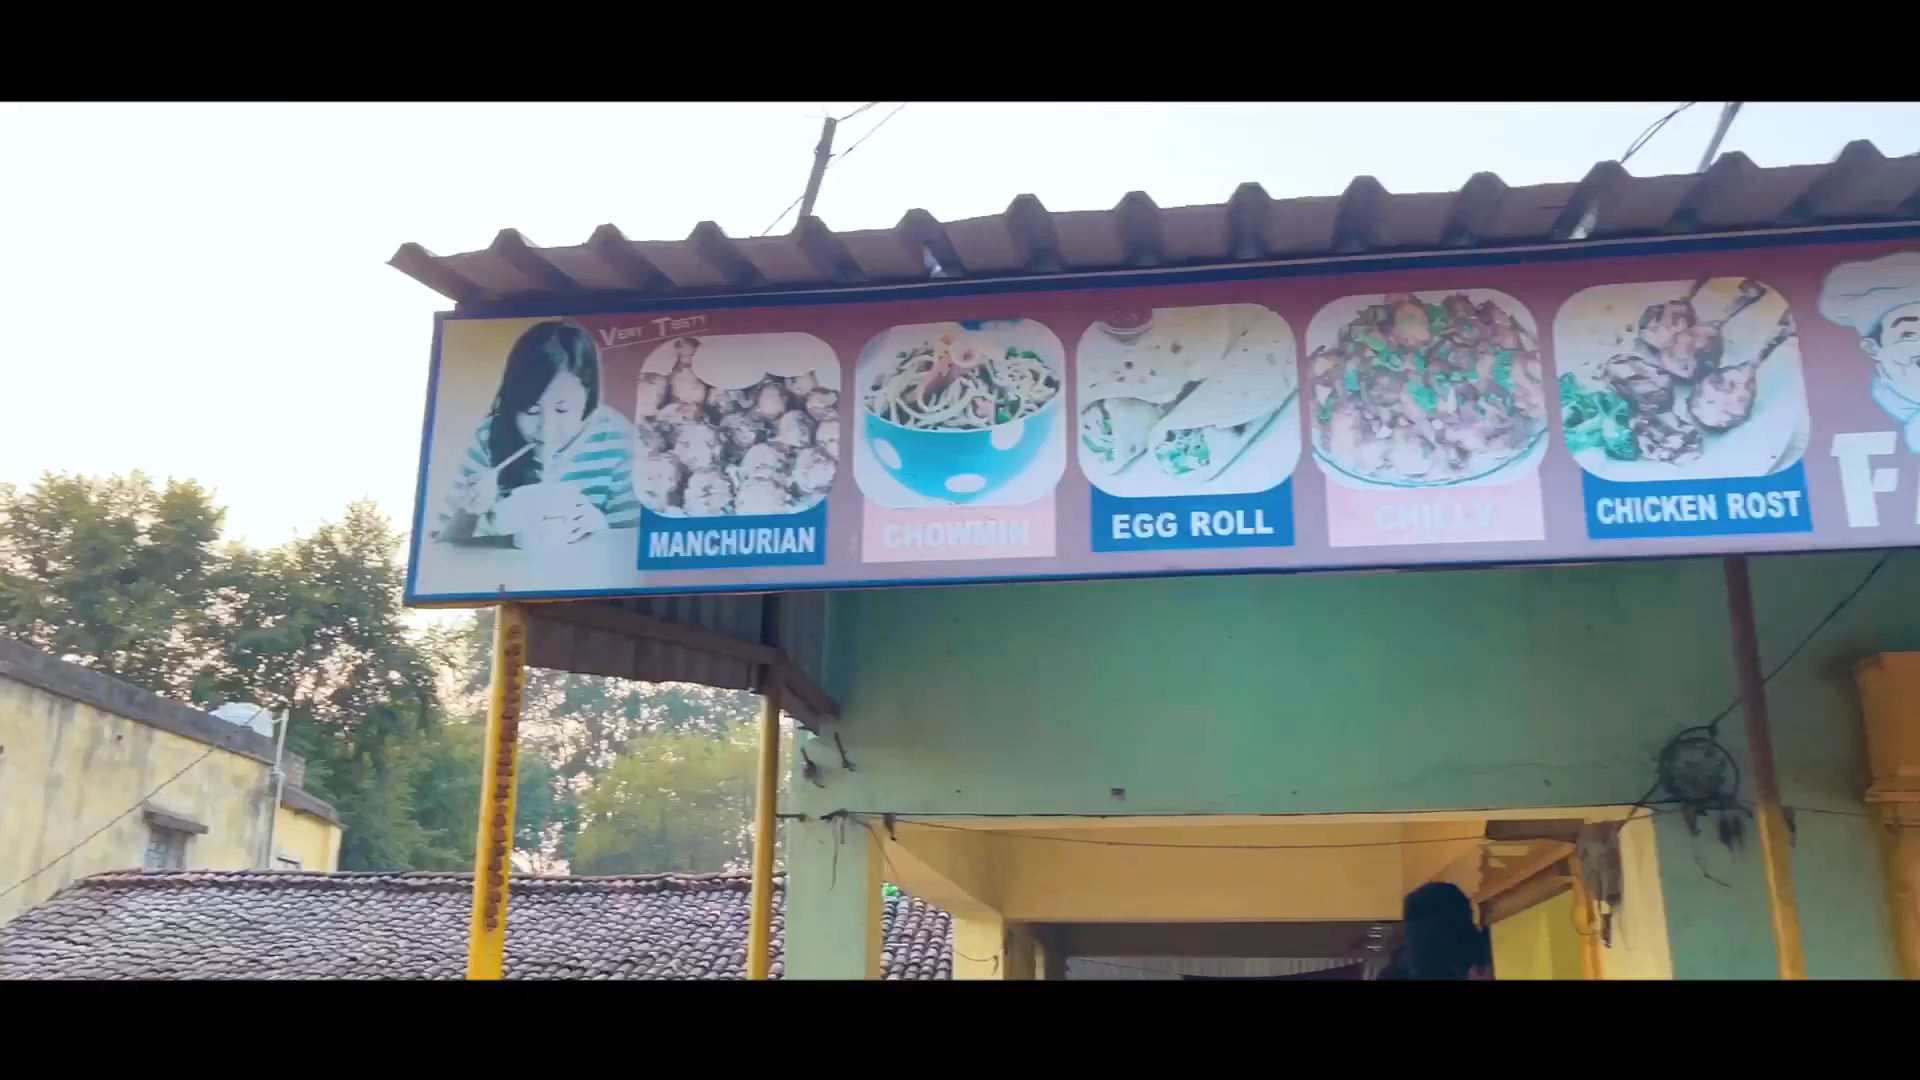 VERY TESTY
MANCHURIAN
CHOWMIN
EGG ROLL
CHILLY
CHICKEN ROST